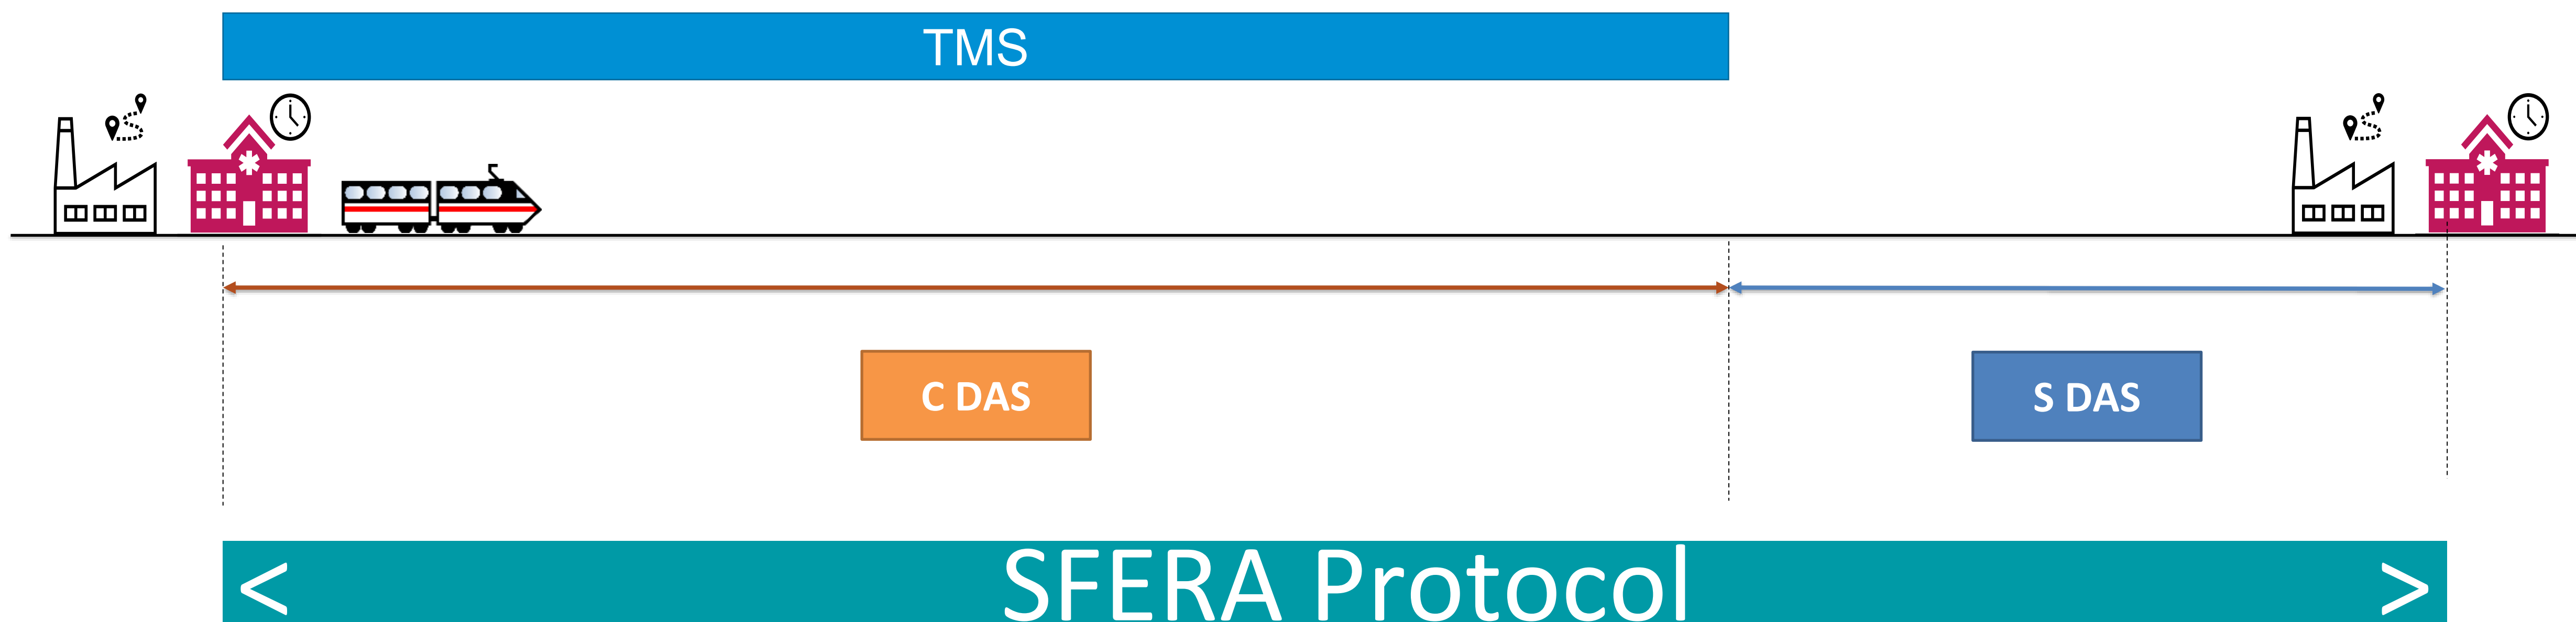 TMS
C DAS
S DAS
< SFERA Protocol >